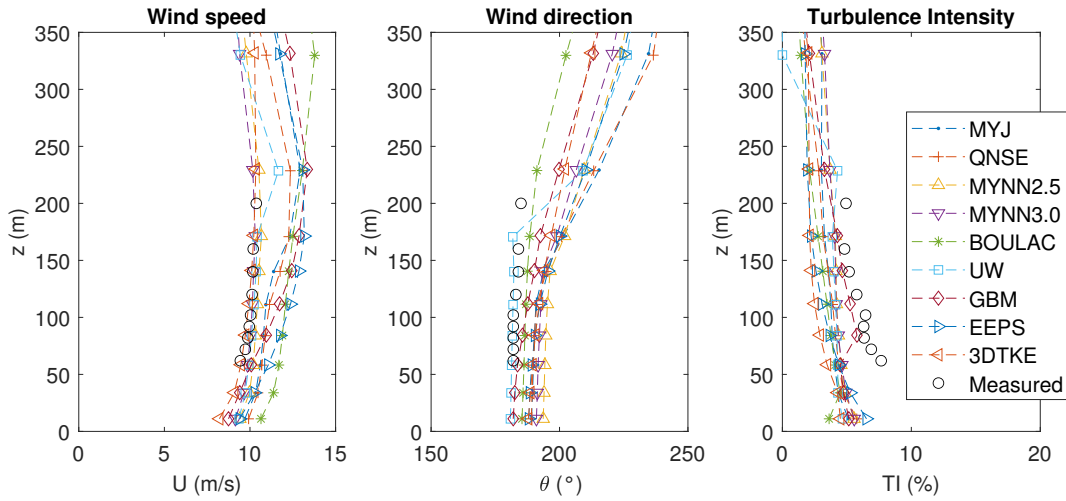 Wind speed
350
300
250
200
150
100
50
0
z (m)
0 5 10 15
U (m/s)
Wind direction
350
300
250
200
150
100
50
0
z (m)
150 200 250
θ (°)
Turbulence Intensity
350
300
250
200
150
100
50
0
z (m)
0 10 20
TI (%)
MYJ
QNSE
MYNN2.5
MYNN3.0
BOULAC
UW
GBM
EEPS
3DTKE
Measured